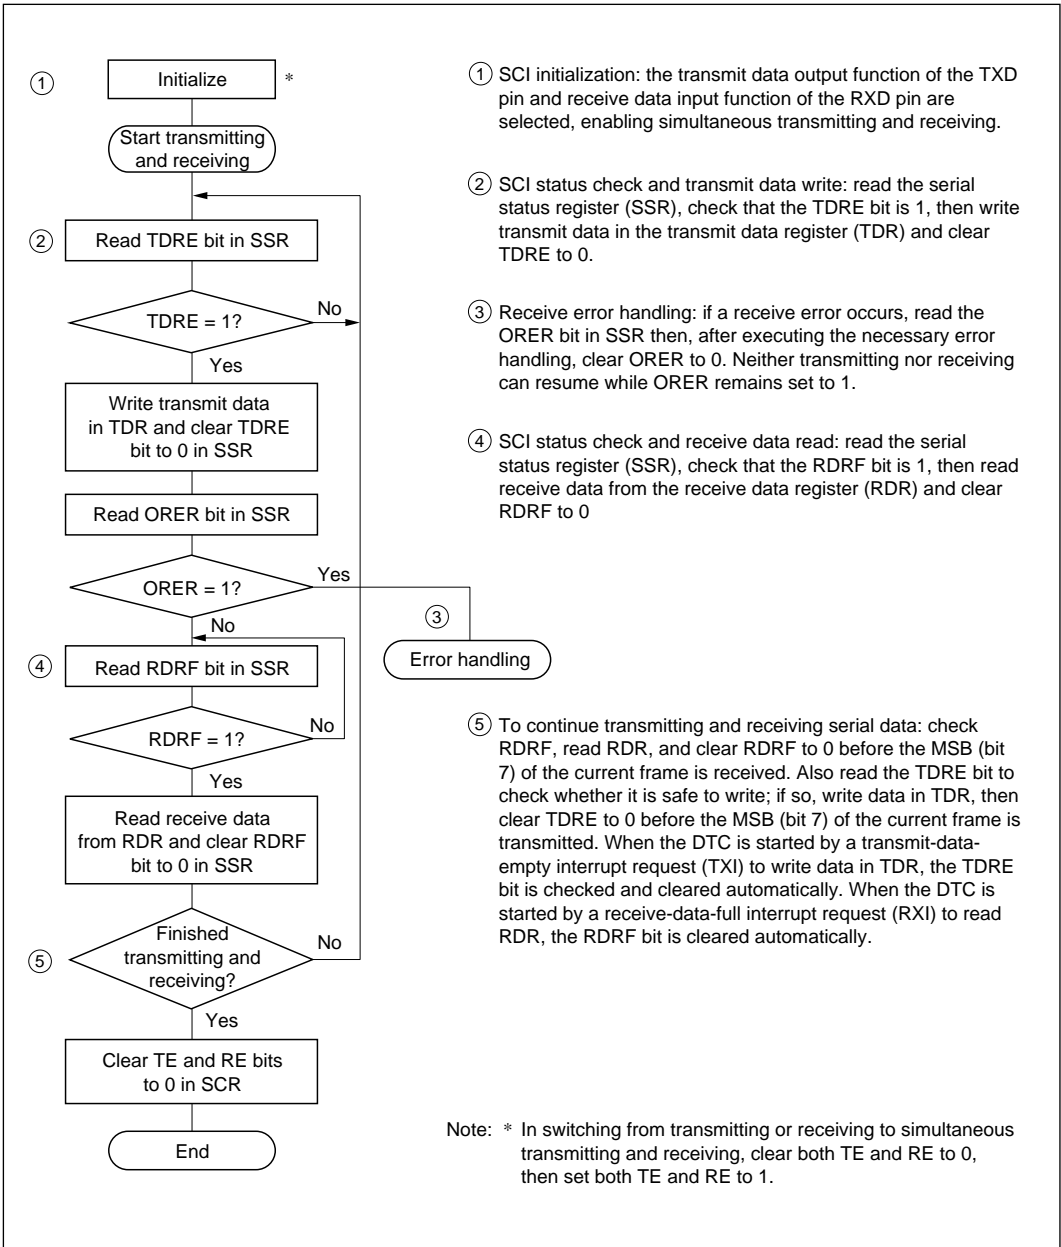 ① Initialize *
Start transmitting
and receiving
② Read TDRE bit in SSR
TDRE = 1?
No
Yes
Write transmit data
in TDR and clear TDRE
bit to 0 in SSR
Read ORER bit in SSR
ORER = 1?
Yes
No
③
Error handling
④ Read RDRF bit in SSR
RDRF = 1?
No
Yes
Read receive data
from RDR and clear RDRF
bit to 0 in SSR
⑤
Finished
transmitting and
receiving?
No
Yes
Clear TE and RE bits
to 0 in SCR
End
① SCI initialization: the transmit data output function of the TXD
pin and receive data input function of the RXD pin are
selected, enabling simultaneous transmitting and receiving.
② SCI status check and transmit data write: read the serial
status register (SSR), check that the TDRE bit is 1, then write
transmit data in the transmit data register (TDR) and clear
TDRE to 0.
③ Receive error handling: if a receive error occurs, read the
ORER bit in SSR then, after executing the necessary error
handling, clear ORER to 0. Neither transmitting nor receiving
can resume while ORER remains set to 1.
④ SCI status check and receive data read: read the serial
status register (SSR), check that the RDRF bit is 1, then read
receive data from the receive data register (RDR) and clear
RDRF to 0
⑤ To continue transmitting and receiving serial data: check
RDRF, read RDR, and clear RDRF to 0 before the MSB (bit
7) of the current frame is received. Also read the TDRE bit to
check whether it is safe to write; if so, write data in TDR, then
clear TDRE to 0 before the MSB (bit 7) of the current frame is
transmitted. When the DTC is started by a transmit-data-
empty interrupt request (TXI) to write data in TDR, the TDRE
bit is checked and cleared automatically. When the DTC is
started by a receive-data-full interrupt request (RXI) to read
RDR, the RDRF bit is cleared automatically.
Note: * In switching from transmitting or receiving to simultaneous
transmitting and receiving, clear both TE and RE to 0,
then set both TE and RE to 1.